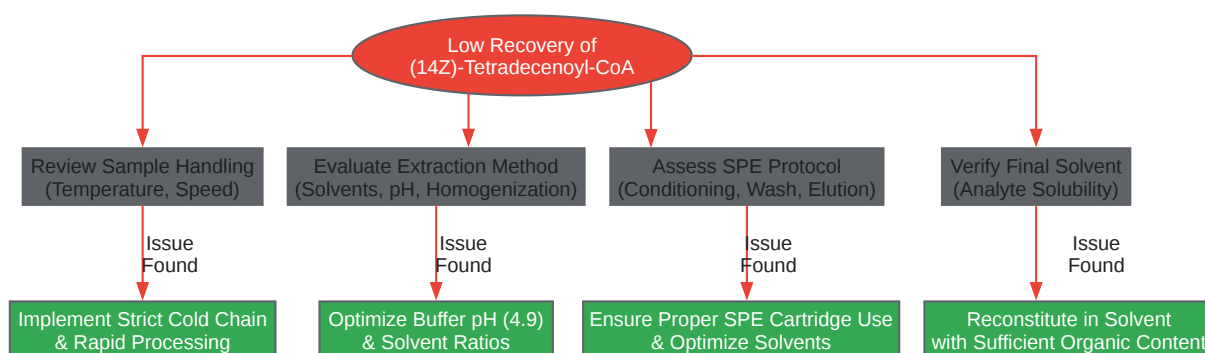 Low Recovery of
(14Z)-Tetradecenoyl-CoA
Review Sample Handling
(Temperature, Speed)
Evaluate Extraction Method
(Solvents, pH, Homogenization)
Assess SPE Protocol
(Conditioning, Wash, Elution)
Verify Final Solvent
(Analyte Solubility)
Issue
Found
Issue
Found
Issue
Found
Issue
Found
Implement Strict Cold Chain
& Rapid Processing
Optimize Buffer pH (4.9)
& Solvent Ratios
Ensure Proper SPE Cartridge Use
& Optimize Solvents
Reconstitute in Solvent
with Sufficient Organic Content